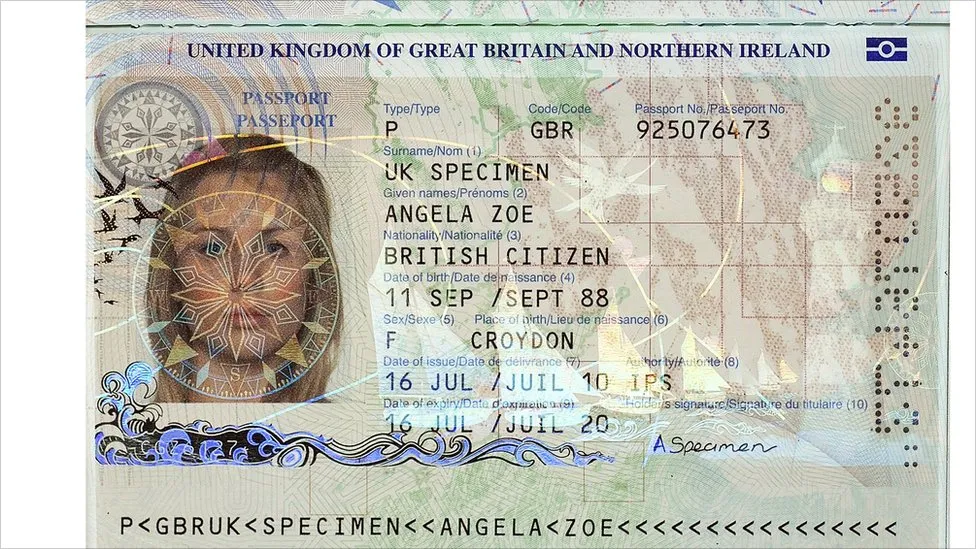 UNITED KINGDOM OF GREAT BRITAIN AND NORTHERN IRELAND
PASSPORT
PASSEPORT
Type/Type Code/Code Passport No./Passeport No.
P GBR 925076473
Surname/Nom (1)
UK SPECIMEN
Given names/Prénoms (2)
ANGELA ZOE
Nationality/Nationalité (3)
BRITISH CITIZEN
Date of birth/Date de naissance (4)
11 SEP /SEPT 88
Sex/Sexe (5) Place of birth/Lieu de naissance (6)
F CROYDON
Date of issue/Date de délivrance (7) Authority/Autorité (8)
16 JUL /JUIL 10 IPS
Date of expiry/Date d'expiration (9) Holder's signature/Signature du titulaire (10)
16 JUL /JUIL 20
A Specimen
P<GBRUK<SPECIMEN<<ANGELA<ZOE<<<<<<<<<<<<<<<<